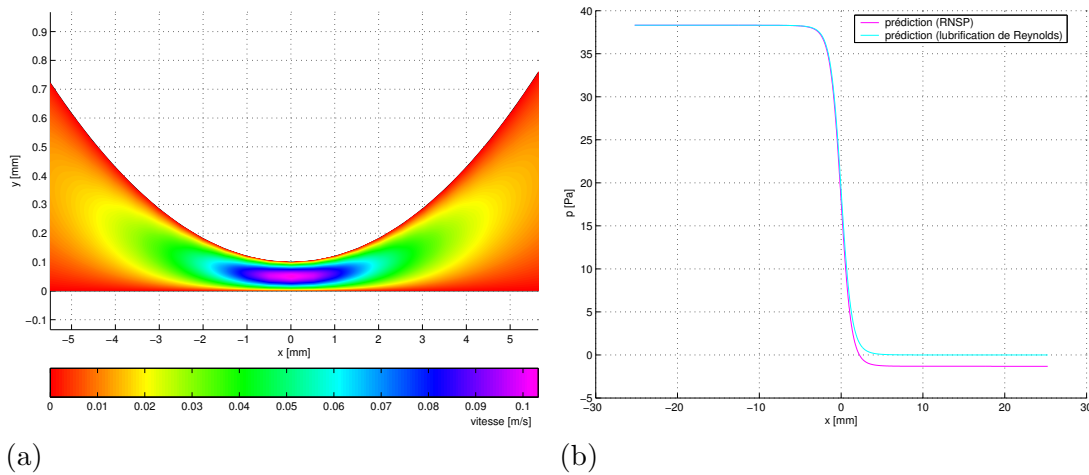 0.9
0.8
0.7
0.6
0.5
0.4
0.3
0.2
0.1
0
−0.1
y [mm]
−5 −4 −3 −2 −1 0 1 2 3 4 5
x [mm]
0 0.01 0.02 0.03 0.04 0.05 0.06 0.07 0.08 0.09 0.1
vitesse [m/s]
(a)
prédiction (RNSP)
prédiction (lubrification de Reynolds)
40
35
30
25
20
15
10
5
0
−5
p [Pa]
−30 −20 −10 0 10 20 30
x [mm]
(b)